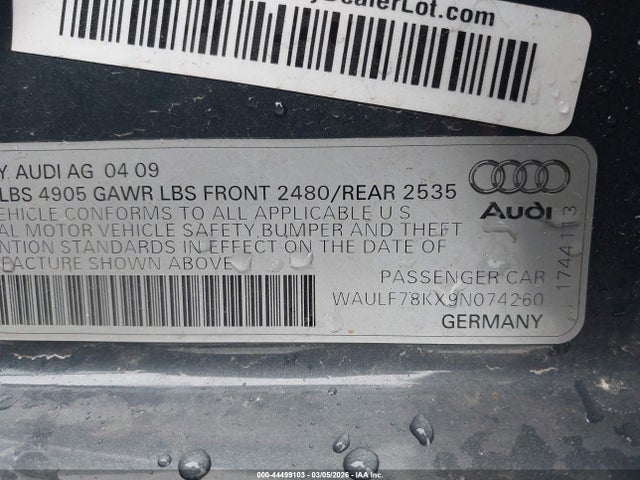 DealerLot.com
Y. AUDI AG 04 09
LBS 4905 GAWR LBS FRONT 2480/REAR 2535
VEHICLE CONFORMS TO ALL APPLICABLE U S
AL MOTOR VEHICLE SAFETY BUMPER AND THEFT
ENTION STANDARDS IN EFFECT ON THE DATE OF
FACTURE SHOWN ABOVE
Audi
1744113
PASSENGER CAR
WAULF78KX9N074260
GERMANY
000-44499103 | 03/05/2026 | © IAA, LLC